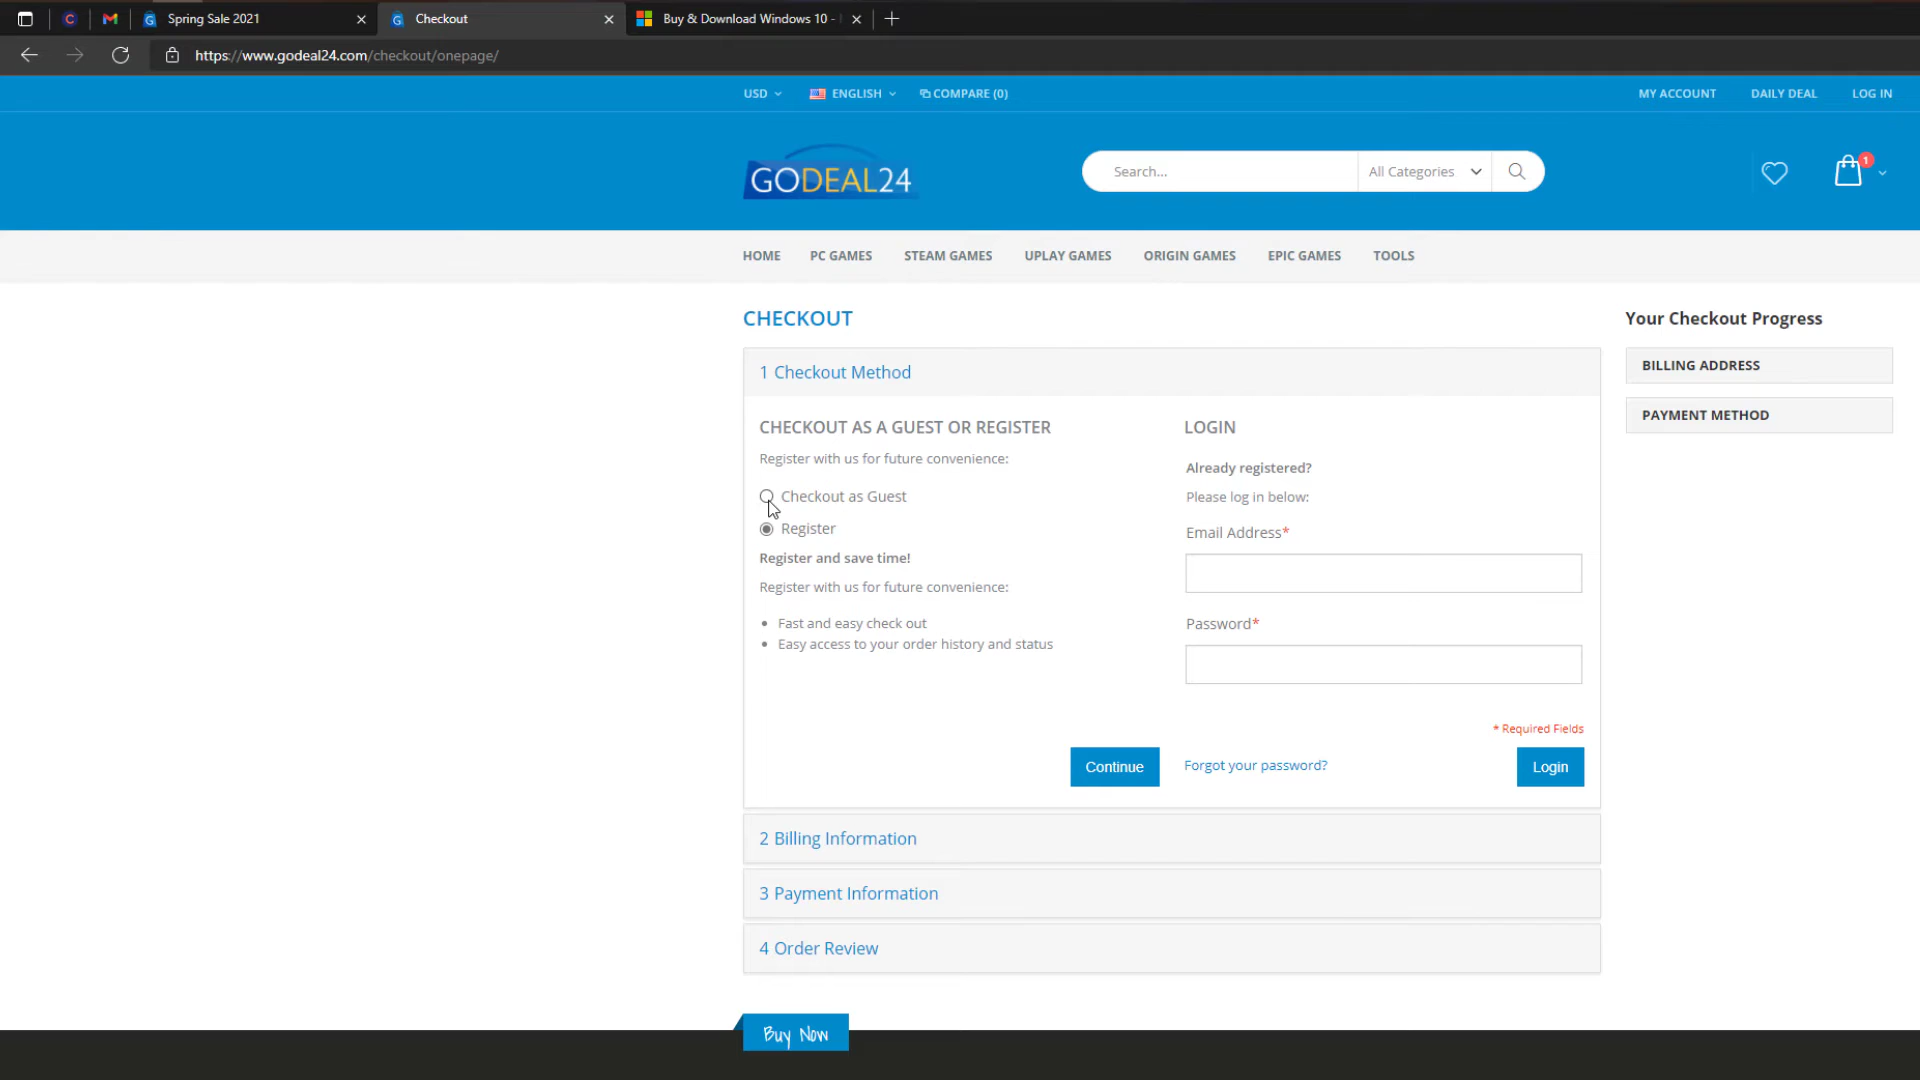 Spring Sale 2021
Checkout
Buy & Download Windows 10 -
https://www.godeal24.com/checkout/onepage/
USD
ENGLISH
COMPARE (0)
MY ACCOUNT
DAILY DEAL
LOG IN
GODEAL24
Search...
All Categories
1
HOME
PC GAMES
STEAM GAMES
UPLAY GAMES
ORIGIN GAMES
EPIC GAMES
TOOLS
CHECKOUT
1 Checkout Method
CHECKOUT AS A GUEST OR REGISTER
Register with us for future convenience:
Checkout as Guest
Register
Register and save time!
Register with us for future convenience:
Fast and easy check out
Easy access to your order history and status
Continue
LOGIN
Already registered?
Please log in below:
Email Address*
Password*
* Required Fields
Forgot your password?
Login
2 Billing Information
3 Payment Information
4 Order Review
Your Checkout Progress
BILLING ADDRESS
PAYMENT METHOD
Buy Now